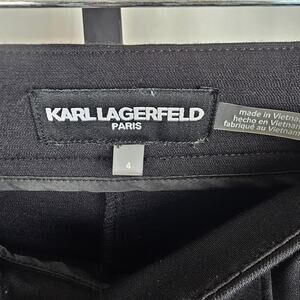 KARL LAGERFELD
PARIS
4
made in Vietnam
hecho en Vietnam
fabriqué au Vietnam